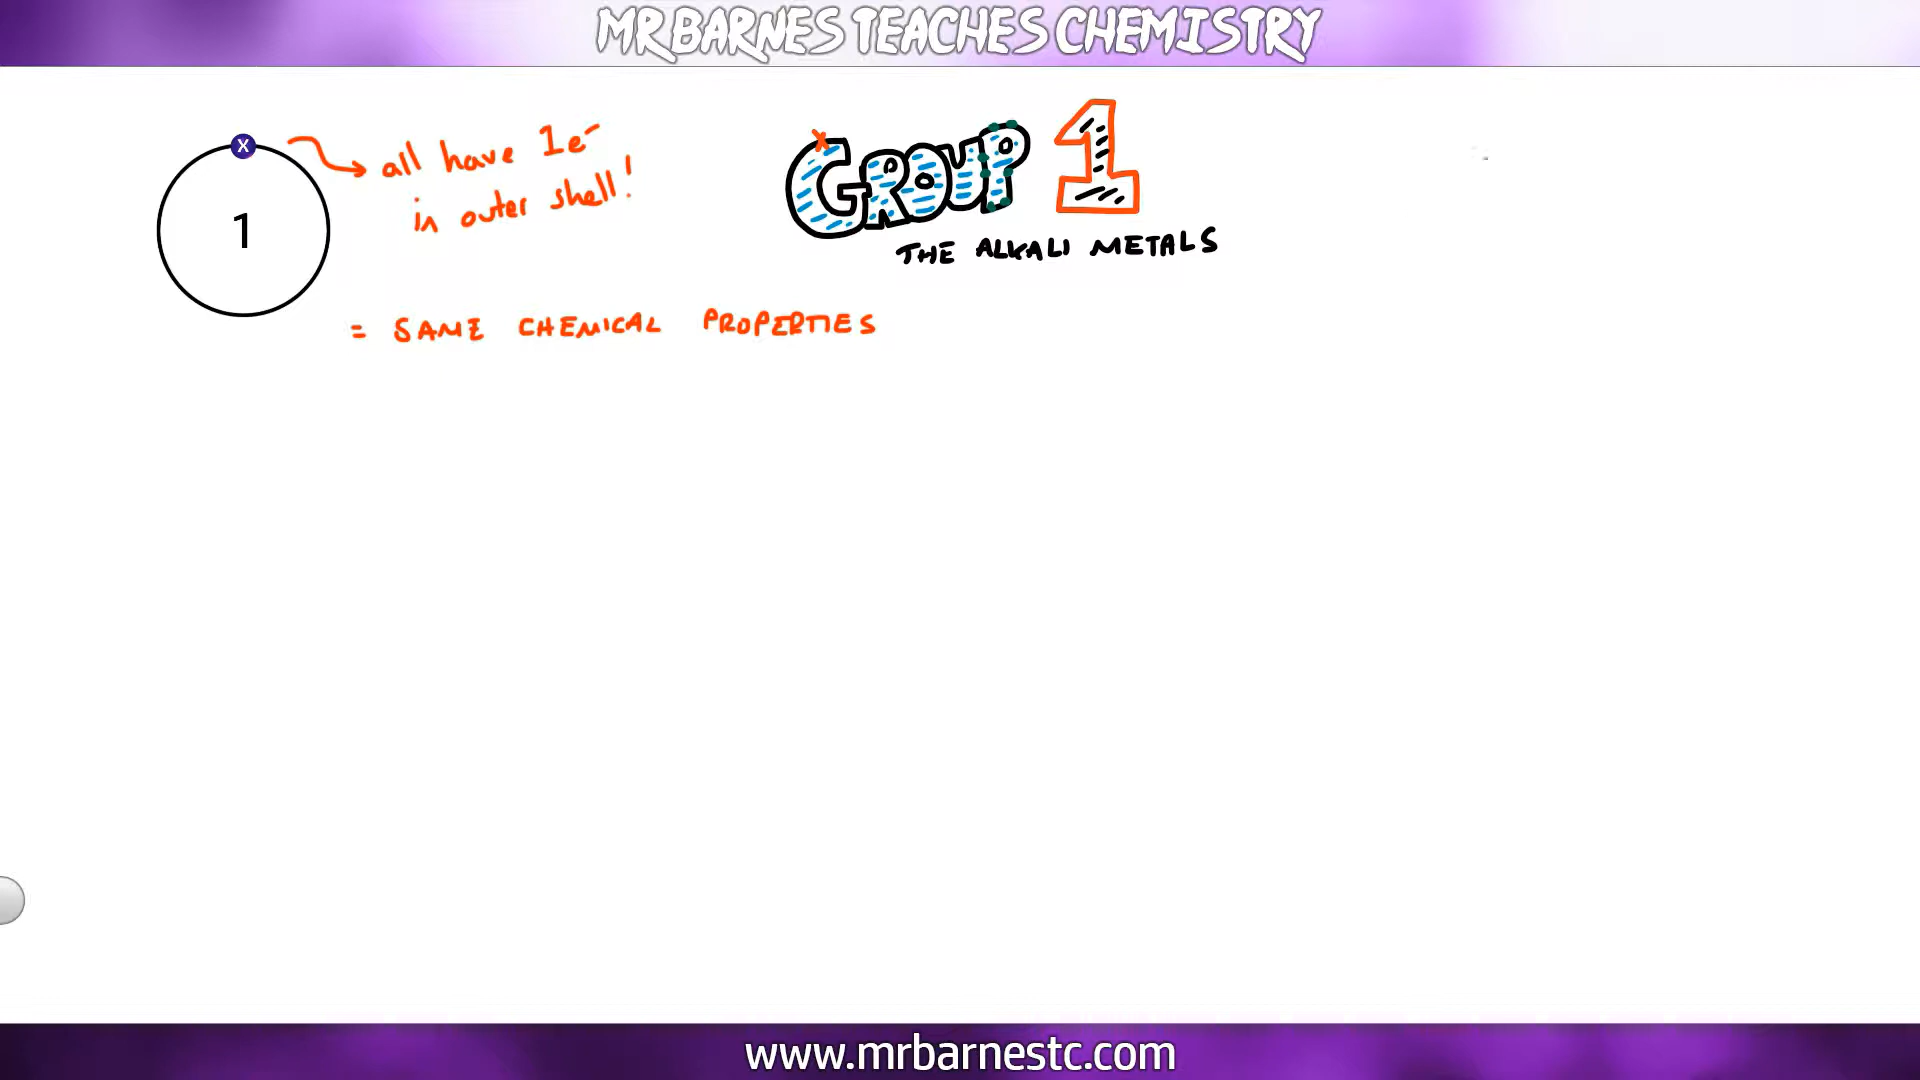 MR BARNES TEACHES CHEMISTRY
x
1
all have 1e⁻
in outer shell!
x
GROUP 1
THE ALKALI METALS
= SAME CHEMICAL PROPERTIES
www.mrbarnestc.com